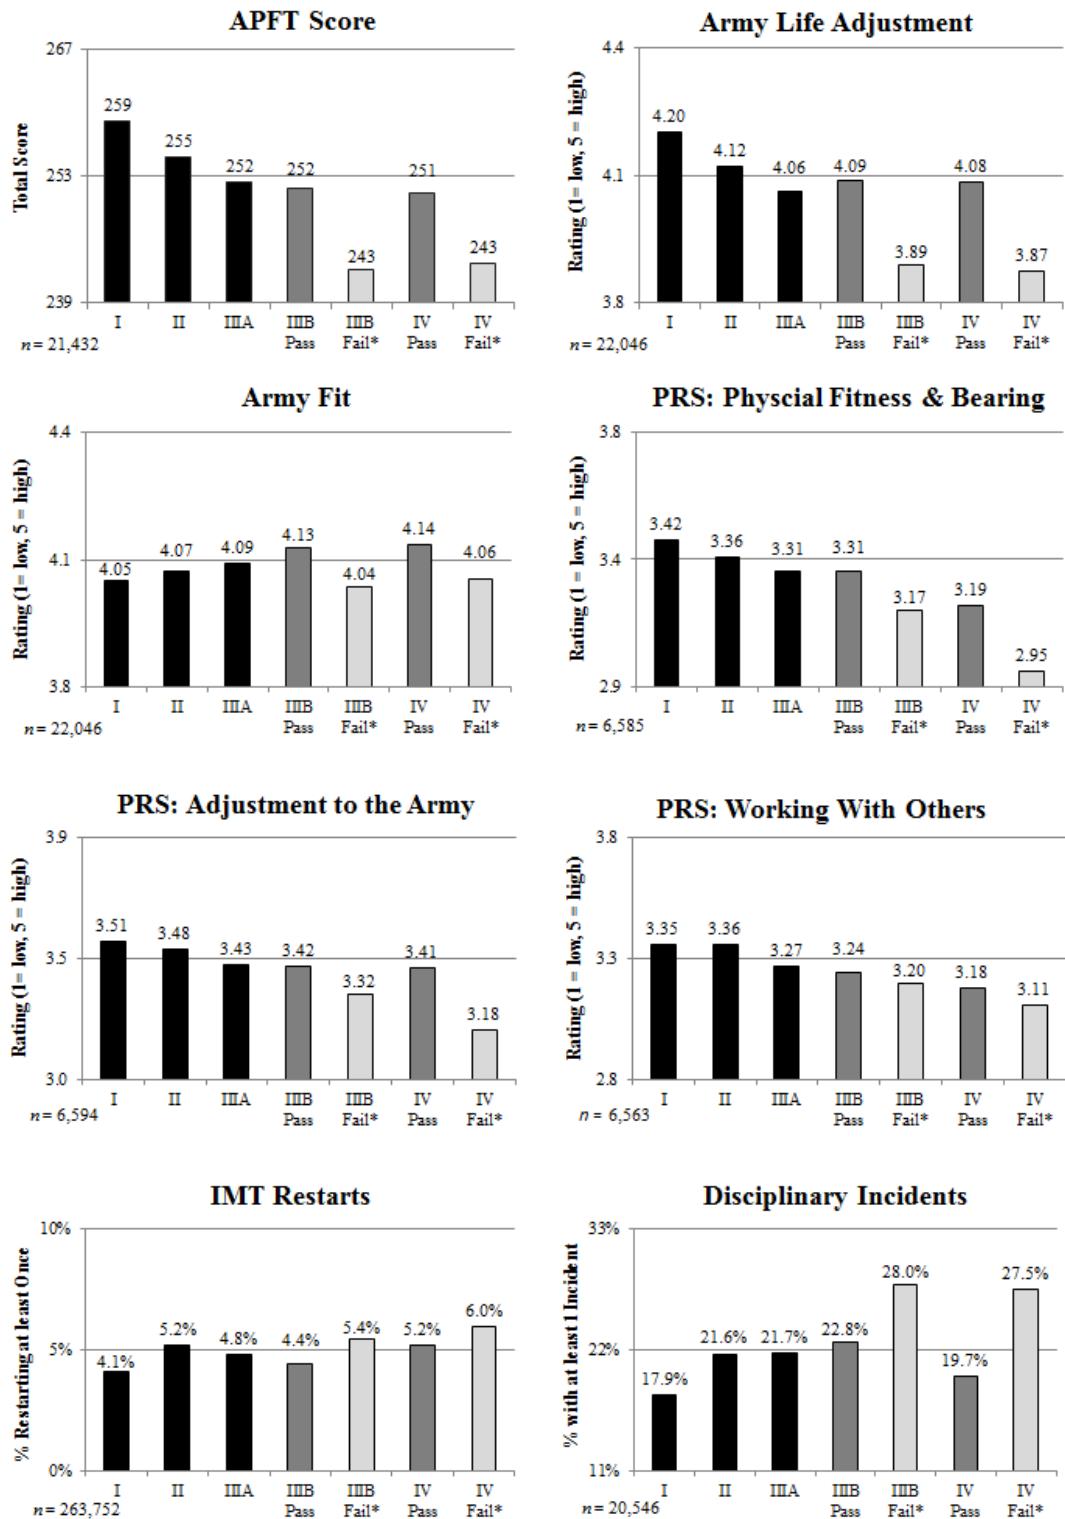 APFT Score
267
253
239
Total Score
259
255
252
252
243
251
243
I
II
IIIA
IIIB Pass
IIIB Fail*
IV Pass
IV Fail*
n = 21,432
Army Life Adjustment
4.4
4.1
3.8
Rating (1= low, 5 = high)
4.20
4.12
4.06
4.09
3.89
4.08
3.87
I
II
IIIA
IIIB Pass
IIIB Fail*
IV Pass
IV Fail*
n = 22,046
Army Fit
4.4
4.1
3.8
Rating (1= low, 5 = high)
4.05
4.07
4.09
4.13
4.04
4.14
4.06
I
II
IIIA
IIIB Pass
IIIB Fail*
IV Pass
IV Fail*
n = 22,046
PRS: Physcial Fitness & Bearing
3.8
3.4
2.9
Rating (1= low, 5 = high)
3.42
3.36
3.31
3.31
3.17
3.19
2.95
I
II
IIIA
IIIB Pass
IIIB Fail*
IV Pass
IV Fail*
n = 6,585
PRS: Adjustment to the Army
3.9
3.5
3.0
Rating (1= low, 5 = high)
3.51
3.48
3.43
3.42
3.32
3.41
3.18
I
II
IIIA
IIIB Pass
IIIB Fail*
IV Pass
IV Fail*
n = 6,594
PRS: Working With Others
3.8
3.3
2.8
Rating (1= low, 5 = high)
3.35
3.36
3.27
3.24
3.20
3.18
3.11
I
II
IIIA
IIIB Pass
IIIB Fail*
IV Pass
IV Fail*
n = 6,563
IMT Restarts
10%
5%
0%
% Restarting at least Once
4.1%
5.2%
4.8%
4.4%
5.4%
5.2%
6.0%
I
II
IIIA
IIIB Pass
IIIB Fail*
IV Pass
IV Fail*
n = 263,752
Disciplinary Incidents
33%
22%
11%
% with at least 1 Incident
17.9%
21.6%
21.7%
22.8%
28.0%
19.7%
27.5%
I
II
IIIA
IIIB Pass
IIIB Fail*
IV Pass
IV Fail*
n = 20,546